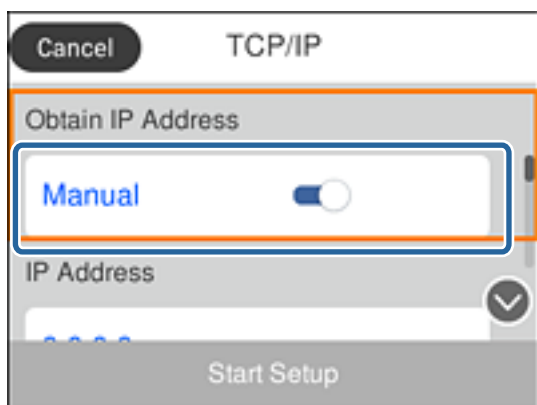 Cancel
TCP/IP
Obtain IP Address
Manual
IP Address
Start Setup